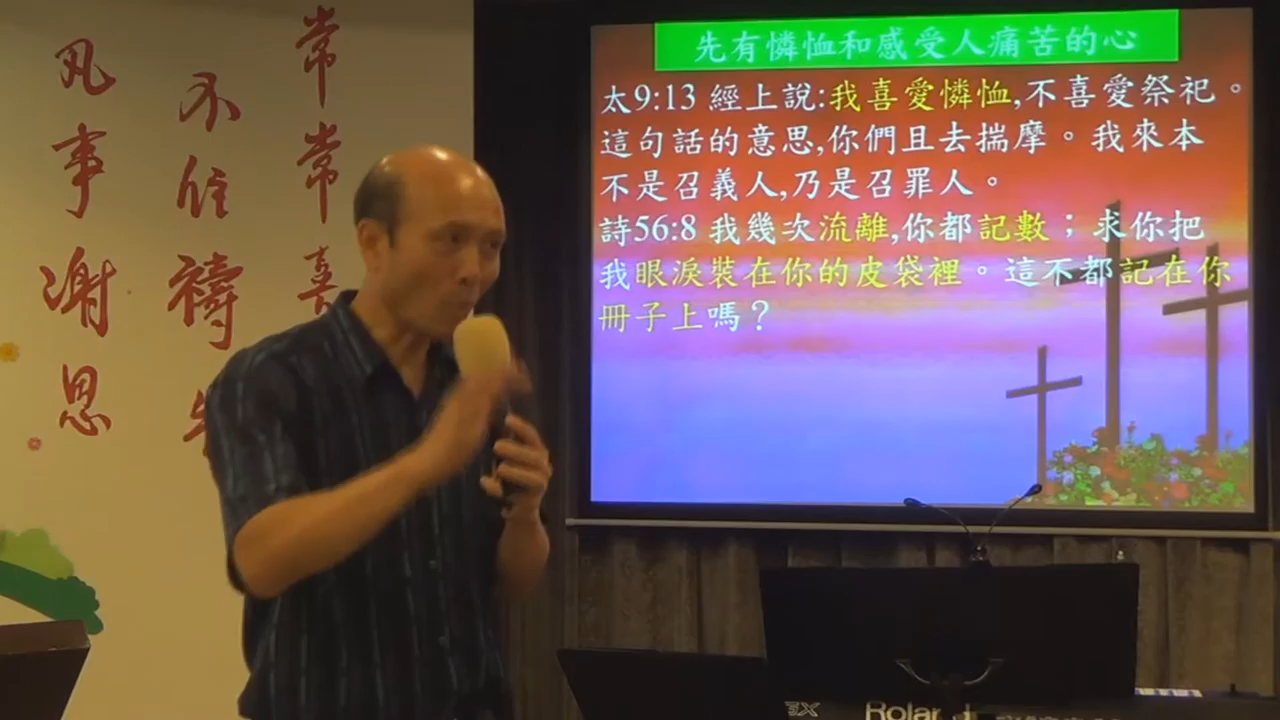 常常喜
不住禱
凡事謝恩
先有憐恤和感受人痛苦的心
太9:13 經上說:我喜愛憐恤,不喜愛祭祀。
這句話的意思,你們且去揣摩。我來本
不是召義人,乃是召罪人。
詩56:8 我幾次流離,你都記數；求你把
我眼淚裝在你的皮袋裡。這不都記在你
冊子上嗎？
Roland